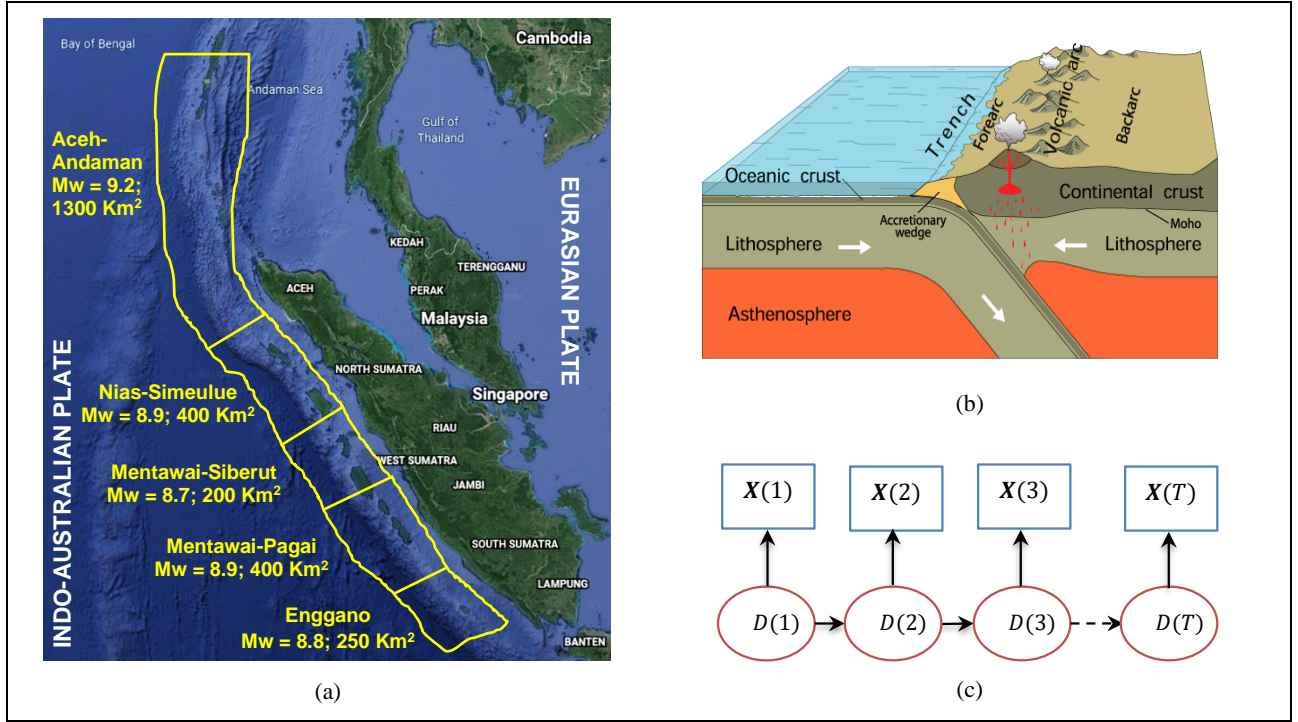 Bay of Bengal
Cambodia
Andaman Sea
Gulf of
Thailand
Aceh-
Andaman
Mw = 9.2;
1300 Km²
EURASIAN PLATE
KEDAH
TERENGGANU
ACEH
PERAK
Malaysia
INDO-AUSTRALIAN PLATE
NORTH SUMATRA
Singapore
Nias-Simeulue
Mw = 8.9; 400 Km²
RIAU
WEST SUMATRA
Mentawai-Siberut
Mw = 8.7; 200 Km²
JAMBI
Mentawai-Pagai
Mw = 8.9; 400 Km²
SOUTH SUMATRA
LAMPUNG
Enggano
Mw = 8.8; 250 Km²
BANTEN
(a)
Trench
Forearc
Volcanic arc
Backarc
Oceanic crust
Continental crust
Accretionary
wedge
Moho
Lithosphere
Lithosphere
Asthenosphere
(b)
X(1) X(2) X(3) X(T)
D(1) D(2) D(3) D(T)
(c)